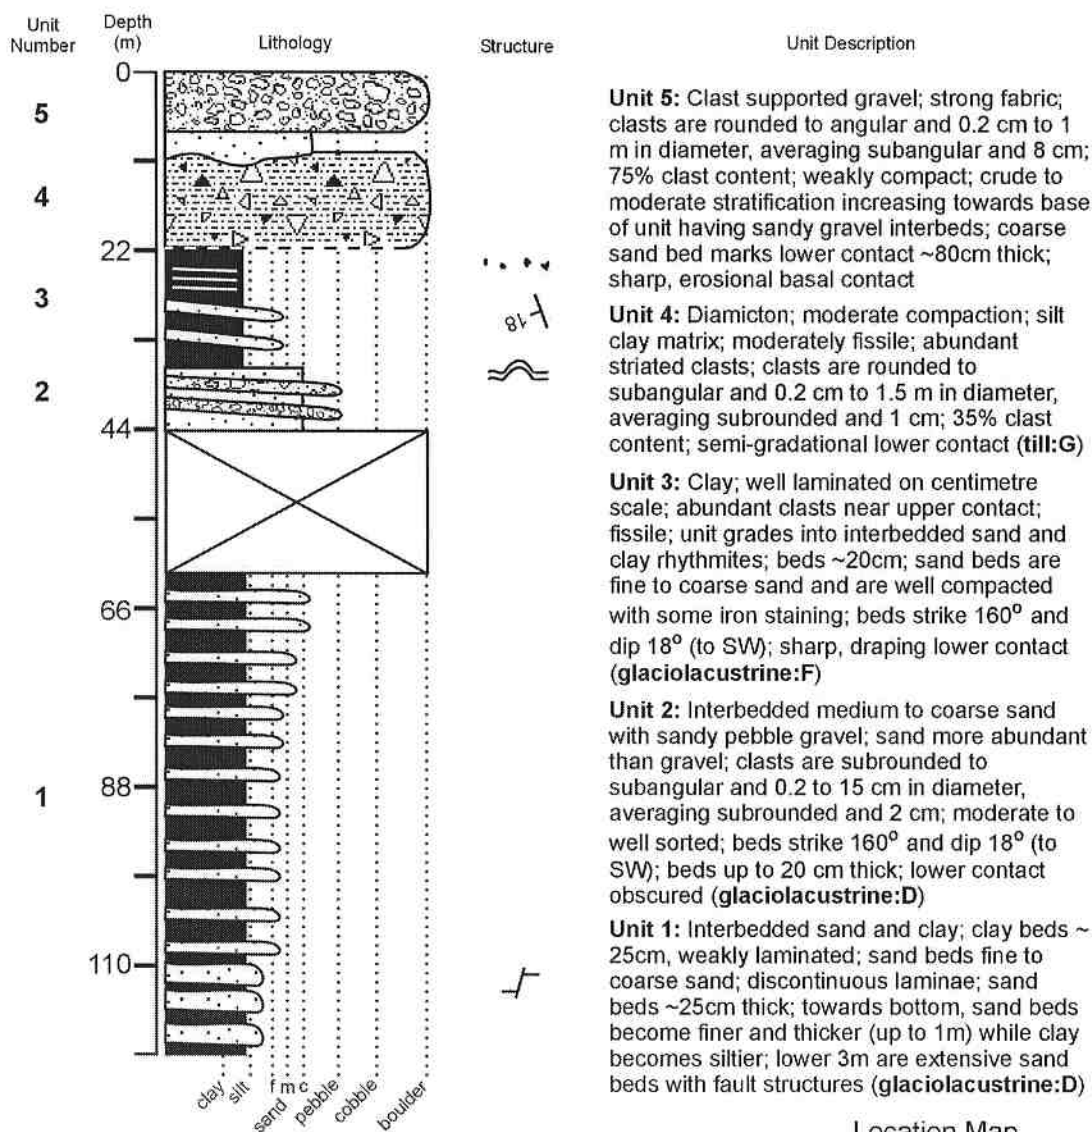 Unit
Number
Depth
(m)
Lithology
Structure
Unit Description
0
22
44
66
88
110
5
4
3
2
1
18
clay
silt
f m c
sand
pebble
cobble
boulder
Unit 5: Clast supported gravel; strong fabric;
clasts are rounded to angular and 0.2 cm to 1
m in diameter, averaging subangular and 8 cm;
75% clast content; weakly compact; crude to
moderate stratification increasing towards base
of unit having sandy gravel interbeds; coarse
sand bed marks lower contact ~80cm thick;
sharp, erosional basal contact
Unit 4: Diamicton; moderate compaction; silt
clay matrix; moderately fissile; abundant
striated clasts; clasts are rounded to
subangular and 0.2 cm to 1.5 m in diameter,
averaging subrounded and 1 cm; 35% clast
content; semi-gradational lower contact (till:G)
Unit 3: Clay; well laminated on centimetre
scale; abundant clasts near upper contact;
fissile; unit grades into interbedded sand and
clay rhythmites; beds ~20cm; sand beds are
fine to coarse sand and are well compacted
with some iron staining; beds strike 160° and
dip 18° (to SW); sharp, draping lower contact
(glaciolacustrine:F)
Unit 2: Interbedded medium to coarse sand
with sandy pebble gravel; sand more abundant
than gravel; clasts are subrounded to
subangular and 0.2 to 15 cm in diameter,
averaging subrounded and 2 cm; moderate to
well sorted; beds strike 160° and dip 18° (to
SW); beds up to 20 cm thick; lower contact
obscured (glaciolacustrine:D)
Unit 1: Interbedded sand and clay; clay beds ~
25cm, weakly laminated; sand beds fine to
coarse sand; discontinuous laminae; sand
beds ~25cm thick; towards bottom, sand beds
become finer and thicker (up to 1m) while clay
becomes siltier; lower 3m are extensive sand
beds with fault structures (glaciolacustrine:D)
Location Map